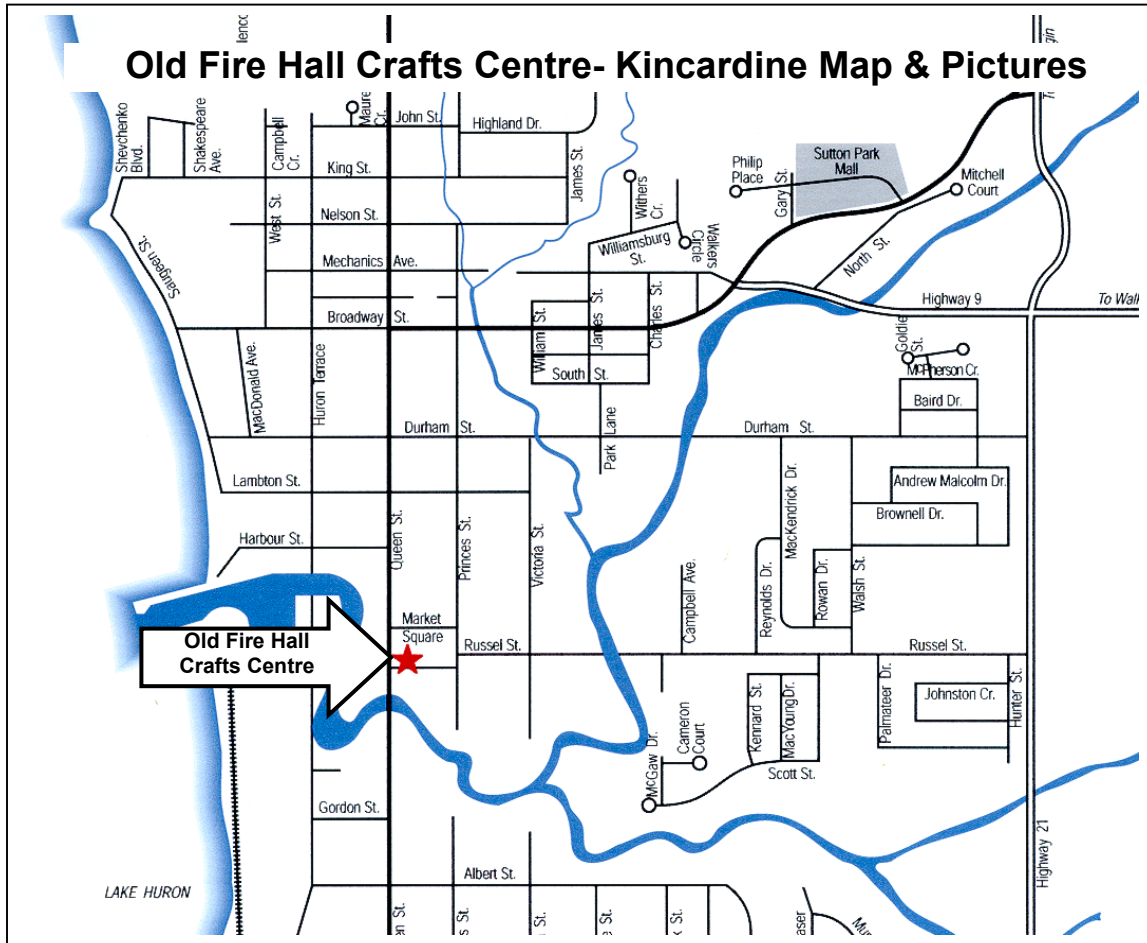 Old Fire Hall Crafts Centre- Kincardine Map & Pictures
Shevchenko
Blvd.
Shakespeare
Ave.
Campbell
Cr.
Cr.
John St.
Highland Dr.
King St.
James St.
West St.
Nelson St.
Saugeen St.
Mechanics Ave.
Broadway St.
Withers
Cr.
Williamsburg
St.
Walkers
Circle
Philip
Place
Gary St.
Sutton Park
Mall
Mitchell
Court
North St.
Highway 9
To Wall
William St.
James St.
Charles St.
South St.
MacDonald Ave.
Huron Terrace
Goldie
St.
McPherson Cr.
Baird Dr.
Durham St.
Durham St.
Park Lane
Lambton St.
Andrew Malcolm Dr.
Brownell Dr.
MacKendrick Dr.
Harbour St.
Queen St.
Princes St.
Victoria St.
Campbell Ave.
Reynolds Dr.
Rowan Dr.
Walsh St.
Market
Square
Old Fire Hall
Crafts Centre
Russel St.
Russel St.
Kennard St.
MacYoung Dr.
Palmateer Dr.
Johnston Cr.
Hunter St.
McGaw Dr.
Cameron
Court
Scott St.
Gordon St.
Highway 21
Albert St.
LAKE HURON